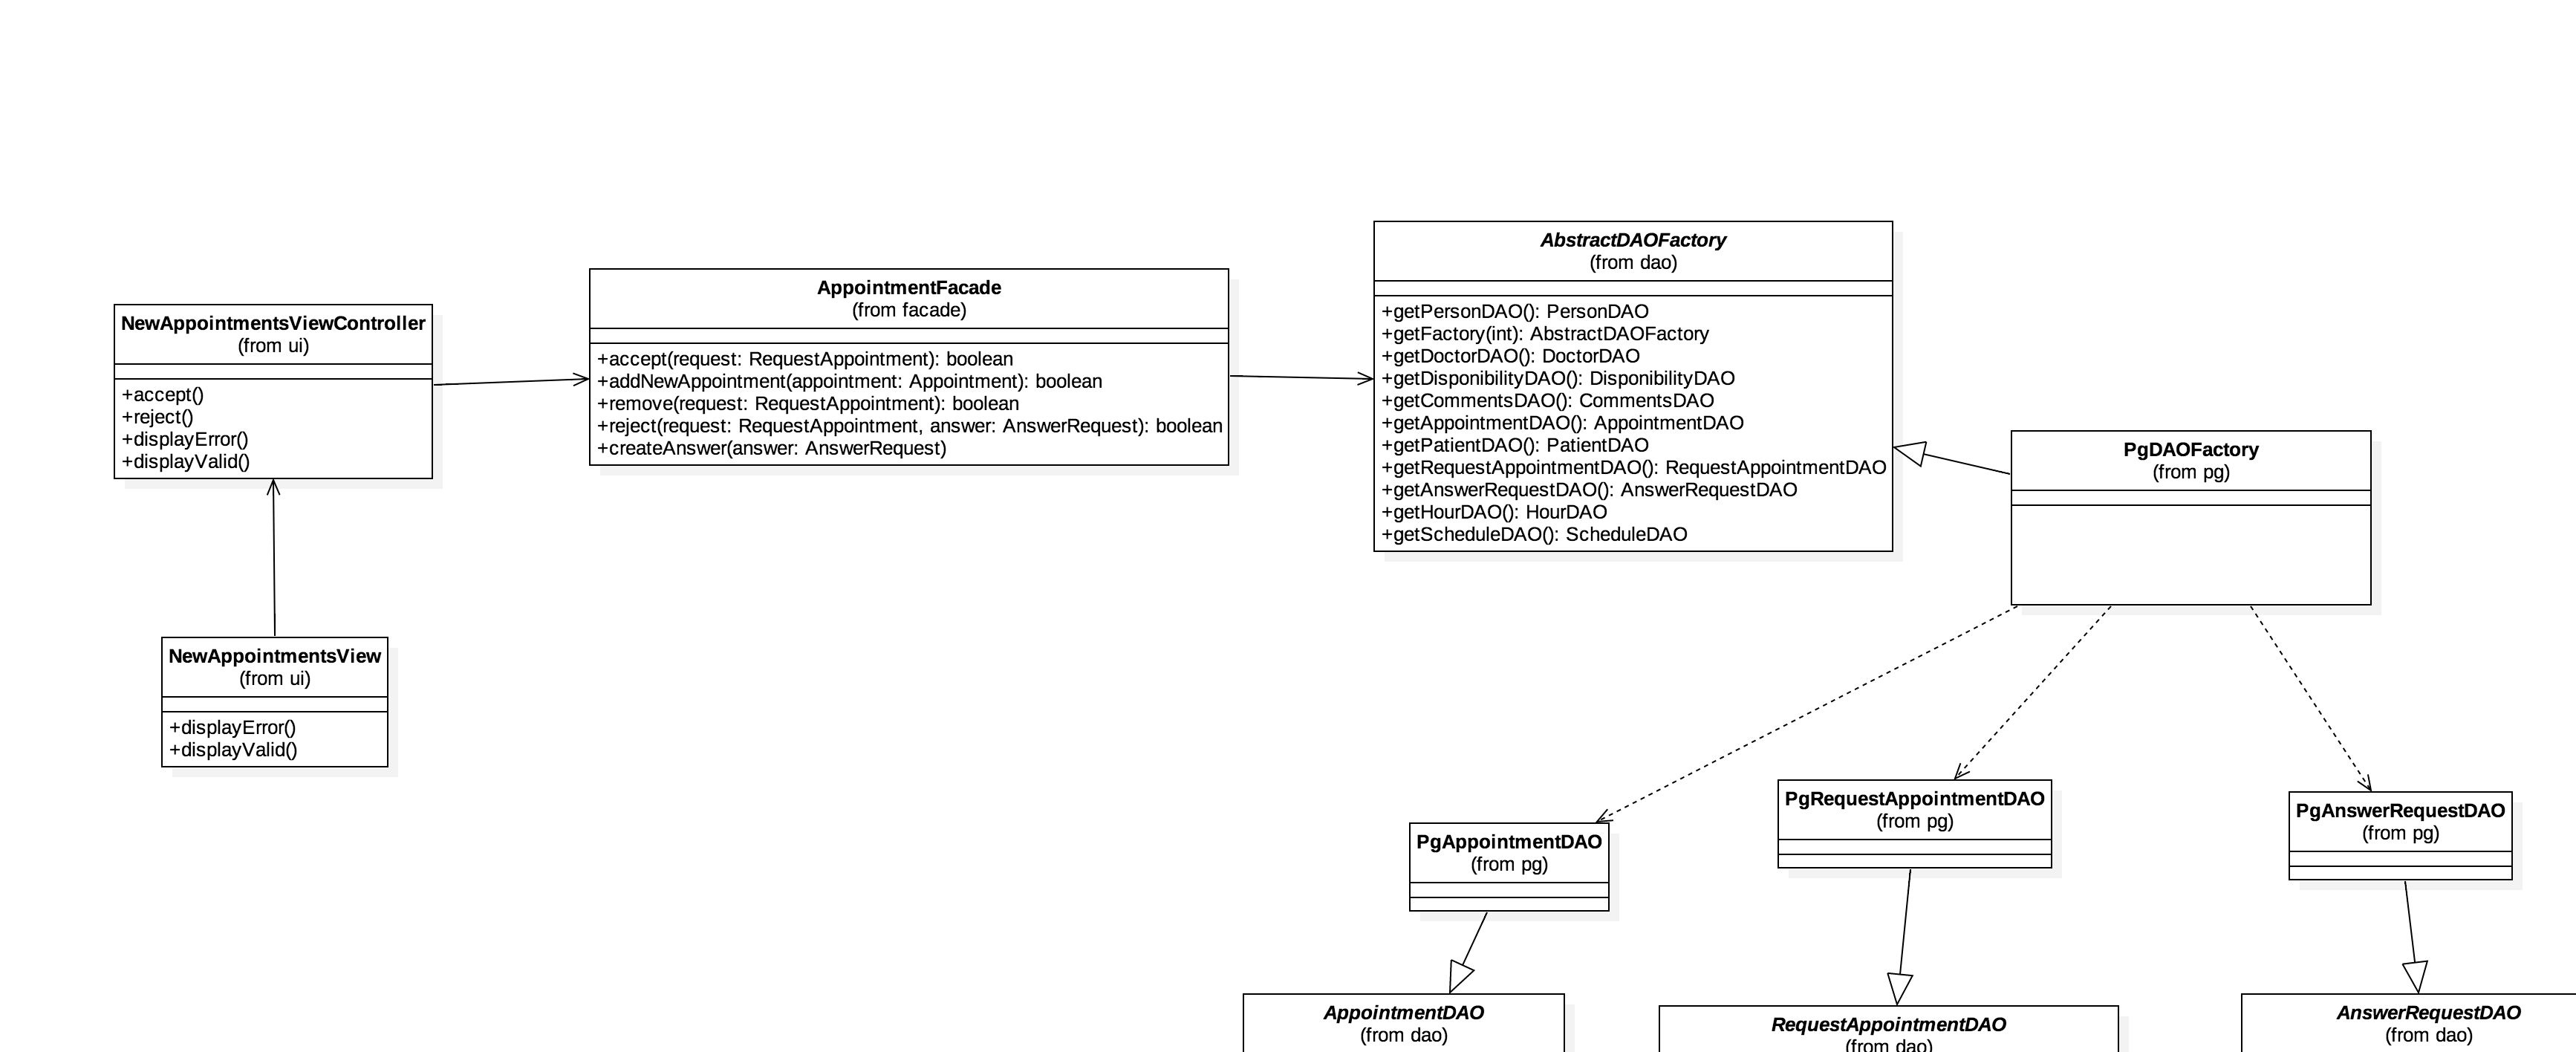 NewAppointmentsViewController
(from ui)
+accept()
+reject()
+displayError()
+displayValid()
NewAppointmentsView
(from ui)
+displayError()
+displayValid()
AppointmentFacade
(from facade)
+accept(request: RequestAppointment): boolean
+addNewAppointment(appointment: Appointment): boolean
+remove(request: RequestAppointment): boolean
+reject(request: RequestAppointment, answer: AnswerRequest): boolean
+createAnswer(answer: AnswerRequest)
AbstractDAOFactory
(from dao)
+getPersonDAO(): PersonDAO
+getFactory(int): AbstractDAOFactory
+getDoctorDAO(): DoctorDAO
+getDisponibilityDAO(): DisponibilityDAO
+getCommentsDAO(): CommentsDAO
+getAppointmentDAO(): AppointmentDAO
+getPatientDAO(): PatientDAO
+getRequestAppointmentDAO(): RequestAppointmentDAO
+getAnswerRequestDAO(): AnswerRequestDAO
+getHourDAO(): HourDAO
+getScheduleDAO(): ScheduleDAO
PgDAOFactory
(from pg)
PgAppointmentDAO
(from pg)
PgRequestAppointmentDAO
(from pg)
PgAnswerRequestDAO
(from pg)
AppointmentDAO
(from dao)
RequestAppointmentDAO
(from dao)
AnswerRequestDAO
(from dao)